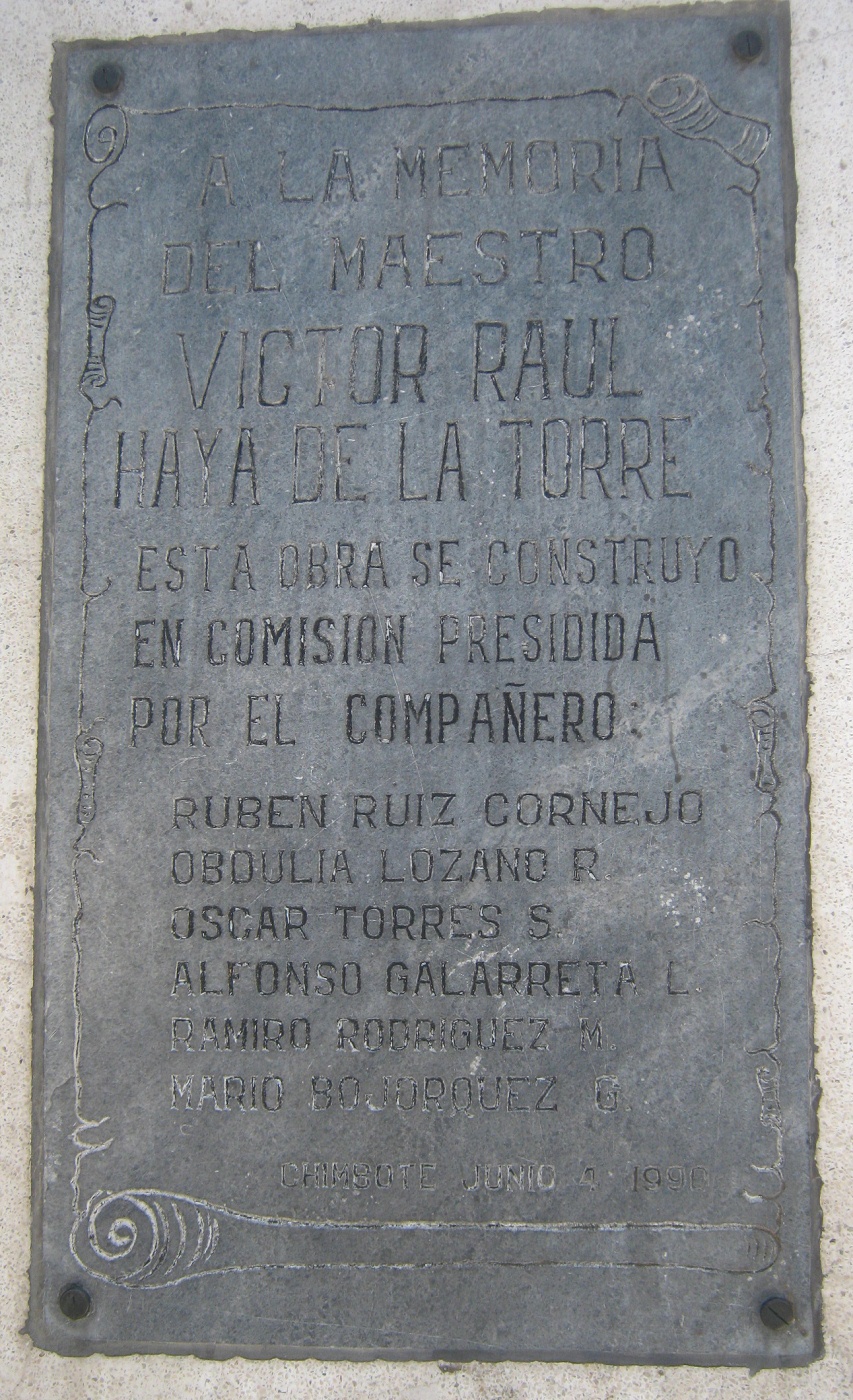 A LA MEMORIA
DEL MAESTRO
VICTOR RAUL
HAYA DE LA TORRE
ESTA OBRA SE CONSTRUYO
EN COMISION PRESIDIDA
POR EL COMPAÑERO:
RUBEN RUIZ CORNEJO
OBDULIA LOZANO R.
OSCAR TORRES S.
ALFONSO GALARRETA L.
RAMIRO RODRIGUEZ M.
MARIO BOJORQUEZ G.
CHIMBOTE JUNIO 4 1990